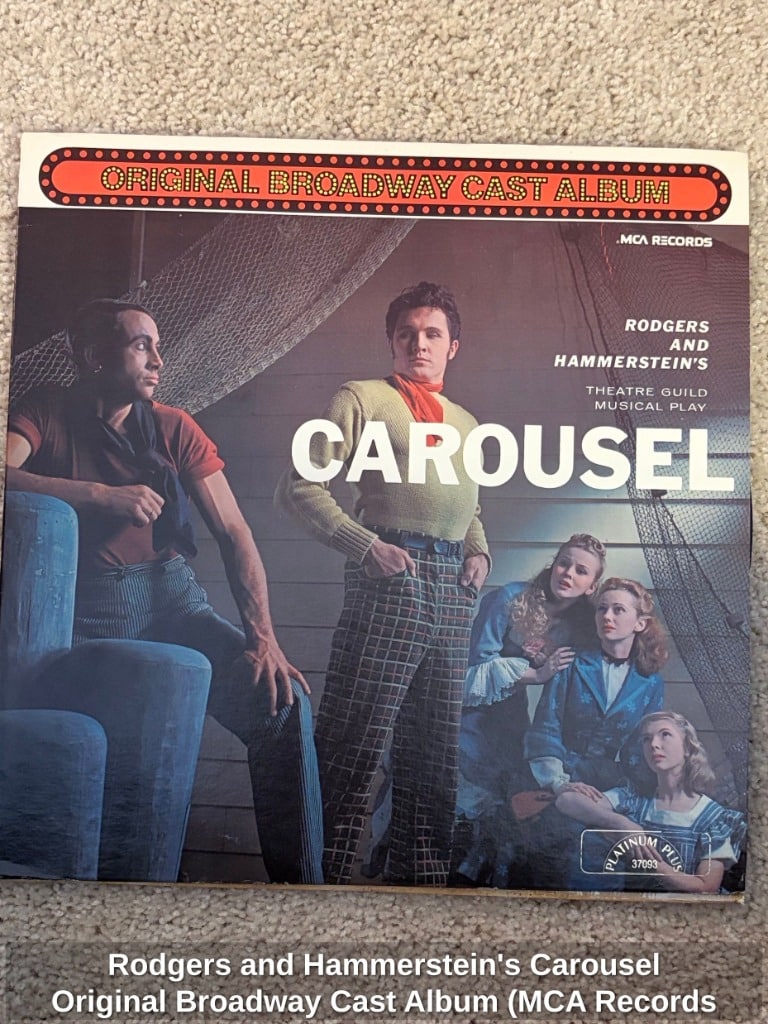 ORIGINAL BROADWAY CAST ALBUM
.MCA RECORDS
RODGERS
AND
HAMMERSTEIN'S
THEATRE GUILD
MUSICAL PLAY
CAROUSEL
PLATINUM PLUS
37093
Rodgers and Hammerstein's Carousel
Original Broadway Cast Album (MCA Records